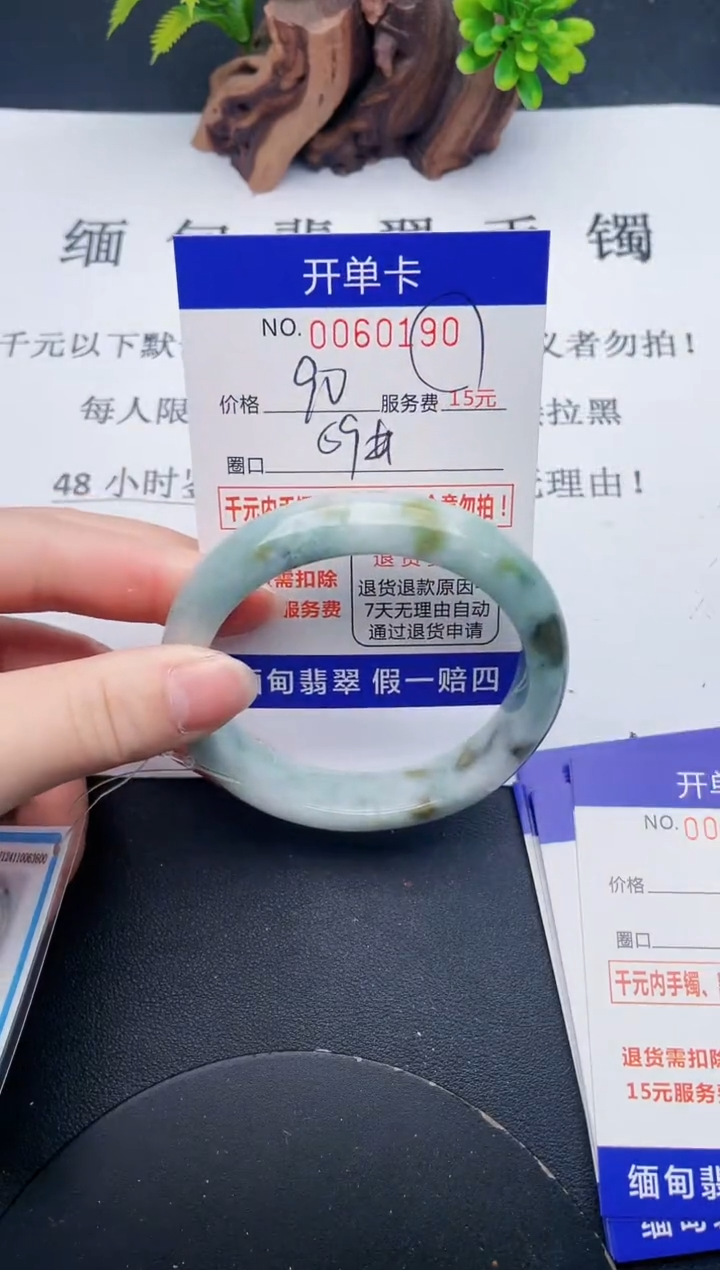 缅甸翡翠手镯
开单卡
NO. 0060190
千元以下默
义者勿拍！
价格 90 服务费 15元
每人限
拉黑
圈口 59
48 小时
无理由！
千元内手
勿拍！
需扣除
服务费
退货退款原因
7天无理由自动
通过退货申请
缅甸翡翠 假一赔四
开单
NO. 00
价格
圈口
千元内手镯、
退货需扣除
15元服务费
缅甸翡